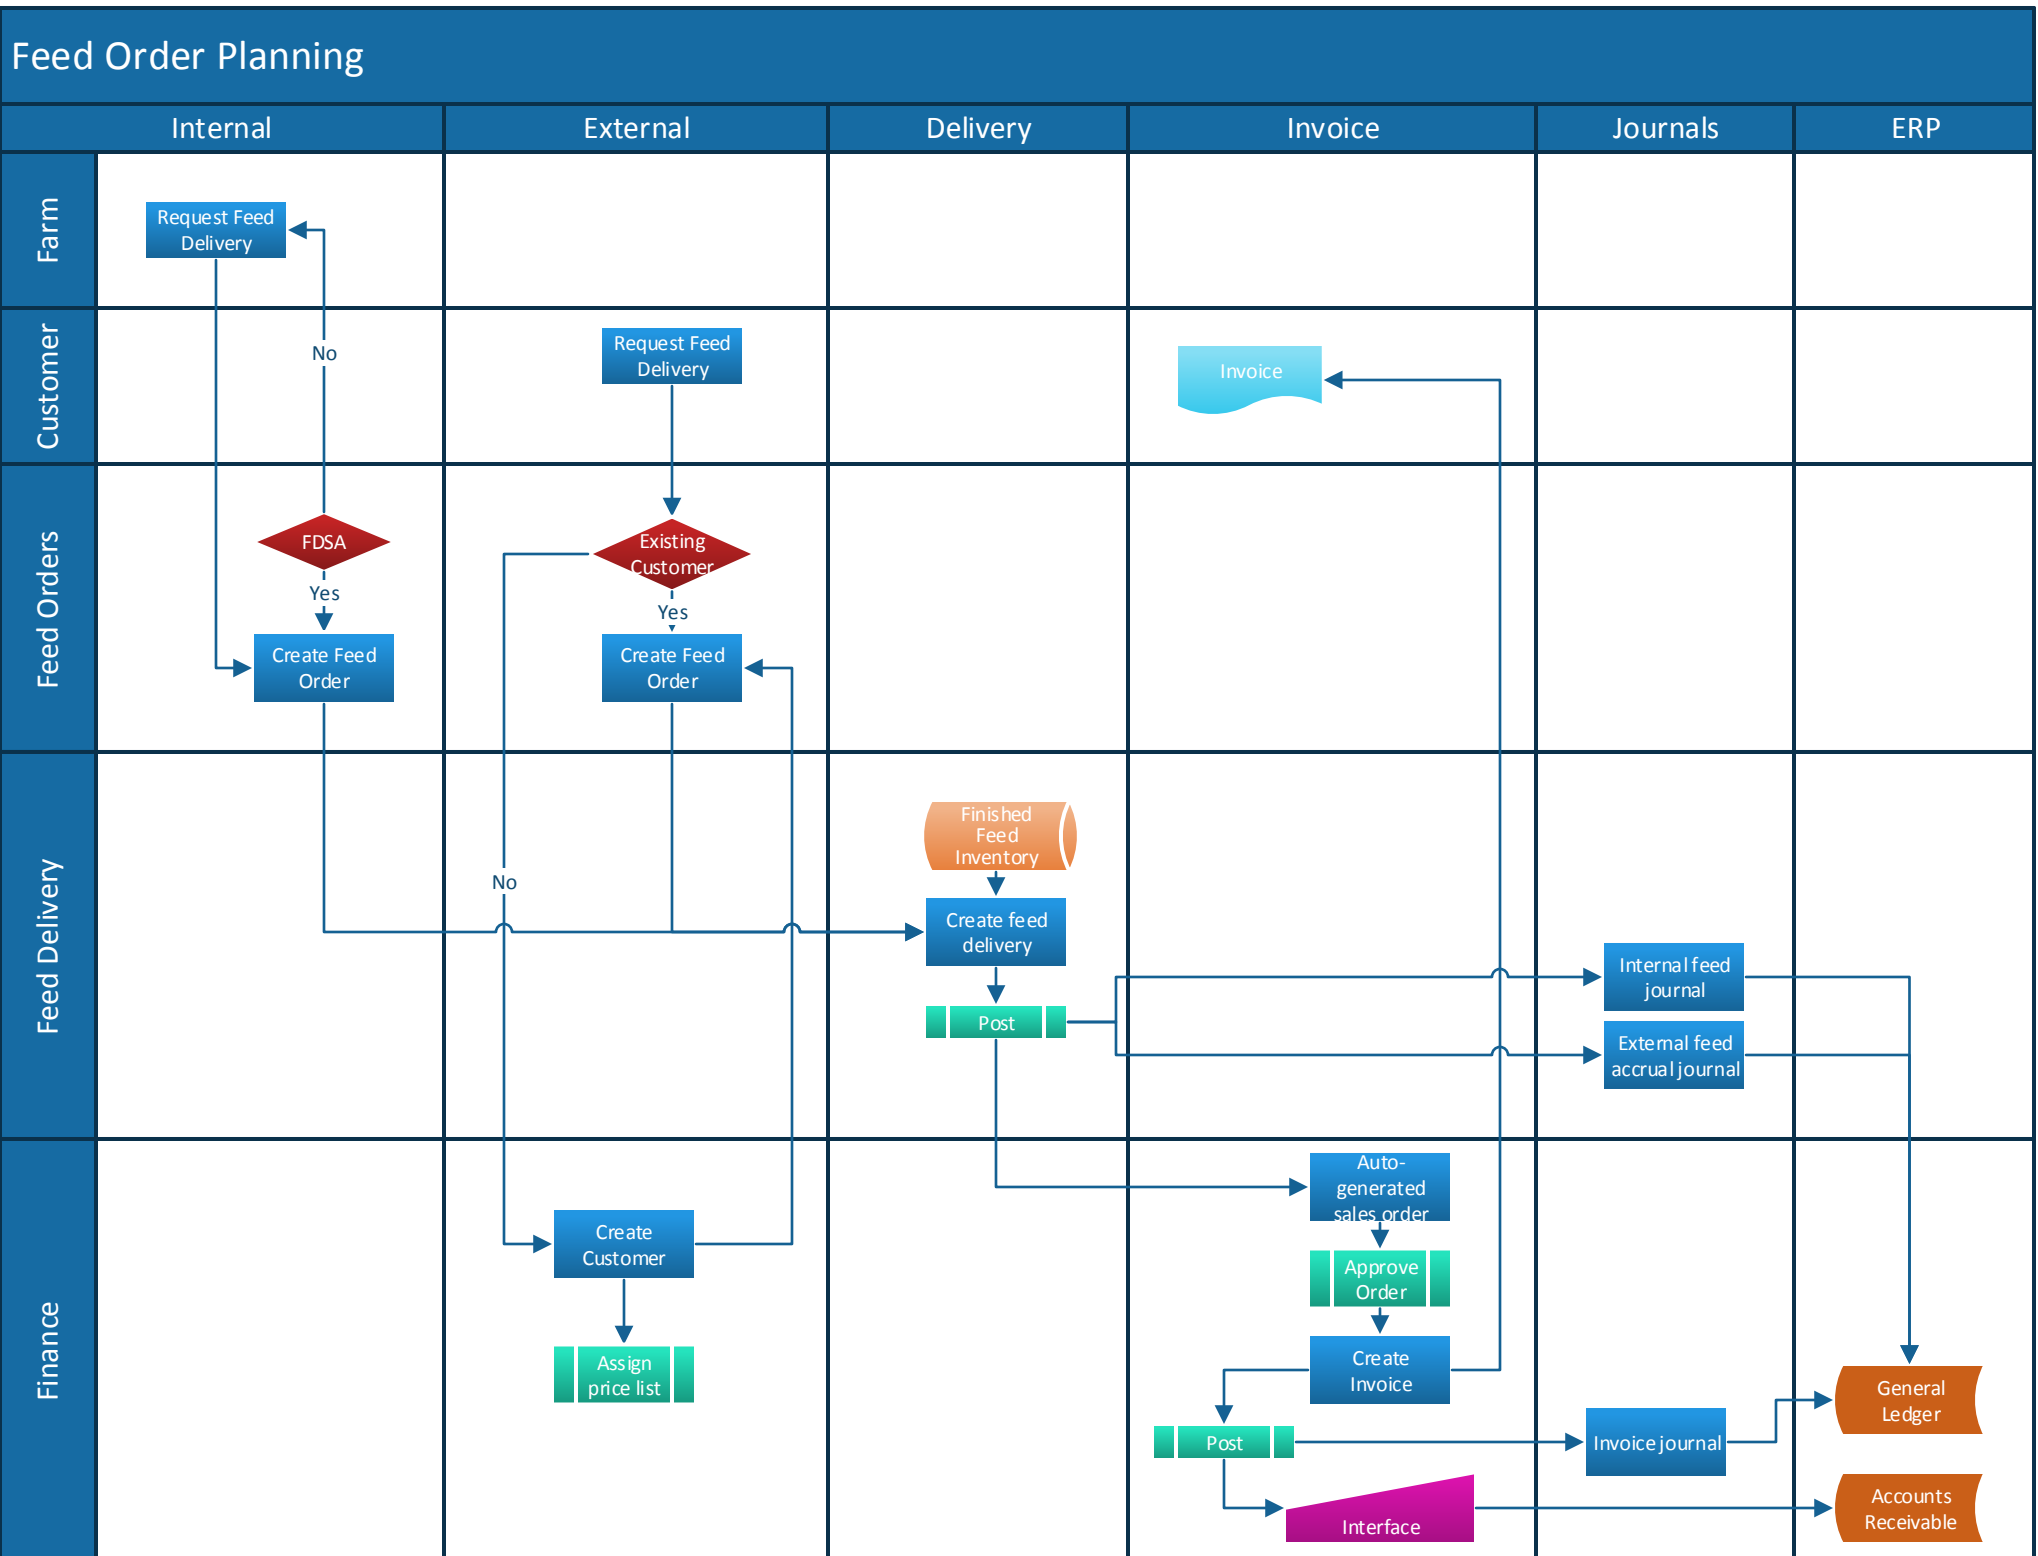 Feed Order Planning
Internal
External
Delivery
Invoice
Journals
ERP
Farm
Request Feed
Delivery
No
Customer
Request Feed
Delivery
Invoice
Feed Orders
FDSA
Yes
Create Feed
Order
Existing
Customer
Yes
Create Feed
Order
Feed Delivery
No
Finished
Feed
Inventory
Create feed
delivery
Post
Internal feed
journal
External feed
accrual journal
Finance
Create
Customer
Assign
price list
Auto-
generated
sales order
Approve
Order
Create
Invoice
Post
Interface
Invoice journal
General
Ledger
Accounts
Receivable